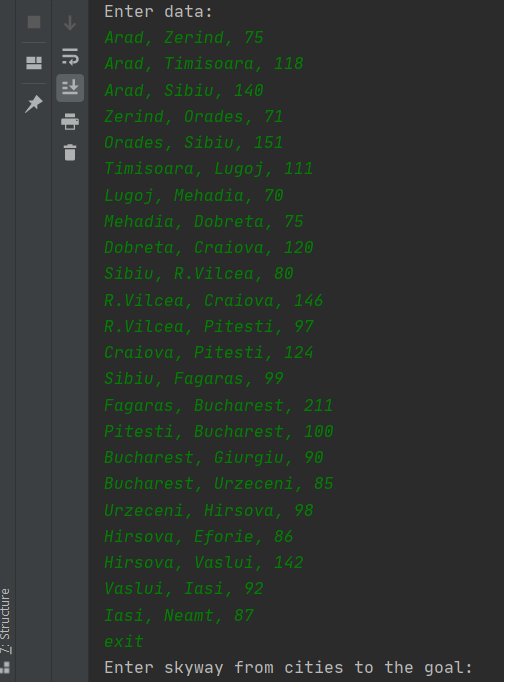 Enter data:
Arad, Zerind, 75
Arad, Timisoara, 118
Arad, Sibiu, 140
Zerind, Orades, 71
Orades, Sibiu, 151
Timisoara, Lugoj, 111
Lugoj, Mehadia, 70
Mehadia, Dobreta, 75
Dobreta, Craiova, 120
Sibiu, R.Vilcea, 80
R.Vilcea, Craiova, 146
R.Vilcea, Pitesti, 97
Craiova, Pitesti, 124
Sibiu, Fagaras, 99
Fagaras, Bucharest, 211
Pitesti, Bucharest, 100
Bucharest, Giurgiu, 90
Bucharest, Urzeceni, 85
Urzeceni, Hirsova, 98
Hirsova, Eforie, 86
Hirsova, Vaslui, 142
Vaslui, Iasi, 92
Iasi, Neamt, 87
exit
Enter skyway from cities to the goal:
7: Structure